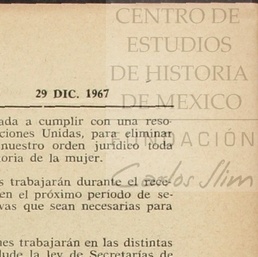 CENTRO DE
ESTUDIOS
DE HISTORIA
DE MEXICO
29 DIC. 1967
FUNDACIÓN
Carlos Slim
ada a cumplir con una reso-
ciones Unidas, para eliminar
nuestro orden jurídico toda
toria de la mujer.
s trabajarán durante el rece-
en el próximo periodo de se-
vas que sean necesarias para
nes trabajarán en las distintas
lude la ley de Secretarías de